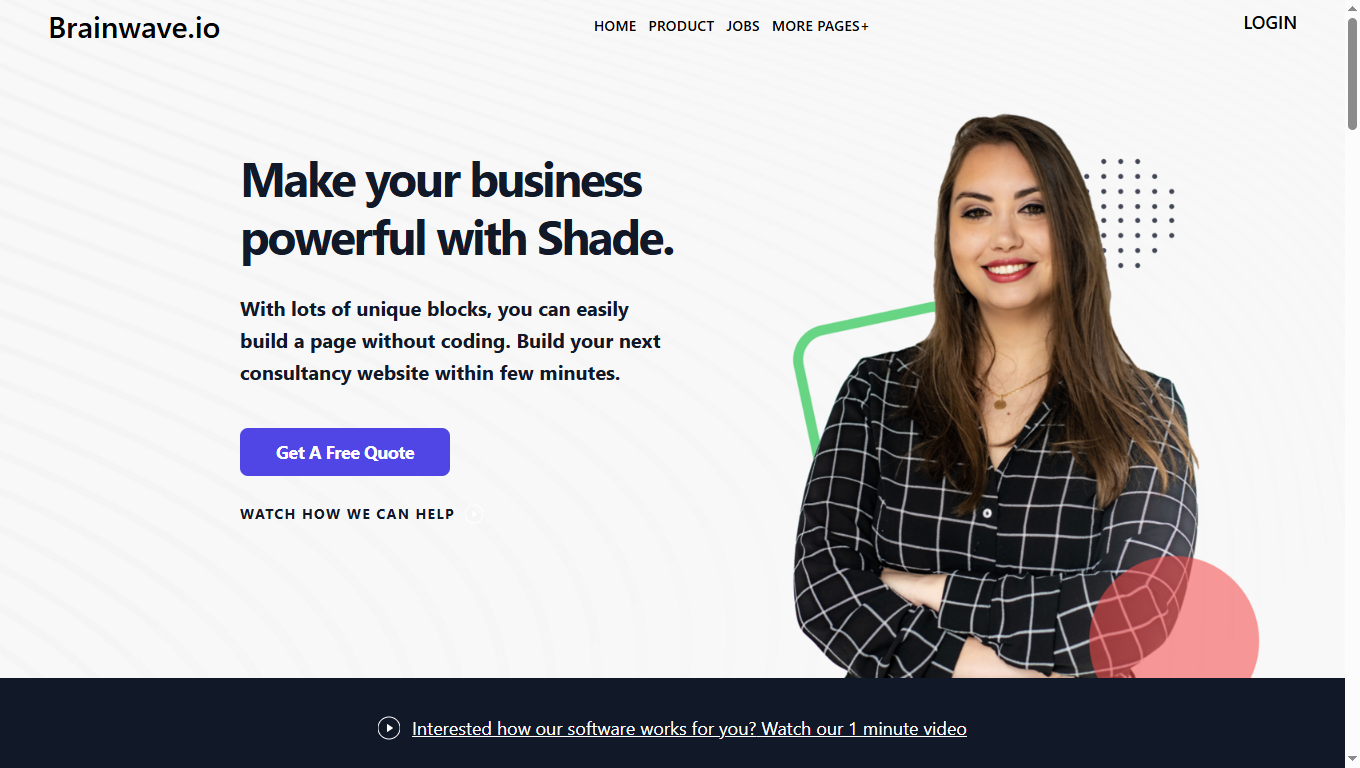 Brainwave.io
HOME PRODUCT JOBS MORE PAGES+
LOGIN
Make your business
powerful with Shade.
With lots of unique blocks, you can easily
build a page without coding. Build your next
consultancy website within few minutes.
Get A Free Quote
WATCH HOW WE CAN HELP
Interested how our software works for you? Watch our 1 minute video